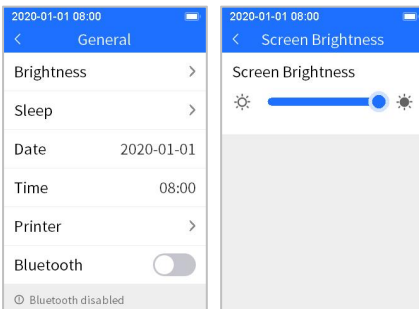 2020-01-01 08:00
General
Brightness
Sleep
Date 2020-01-01
Time 08:00
Printer
Bluetooth
Bluetooth disabled
2020-01-01 08:00
Screen Brightness
Screen Brightness